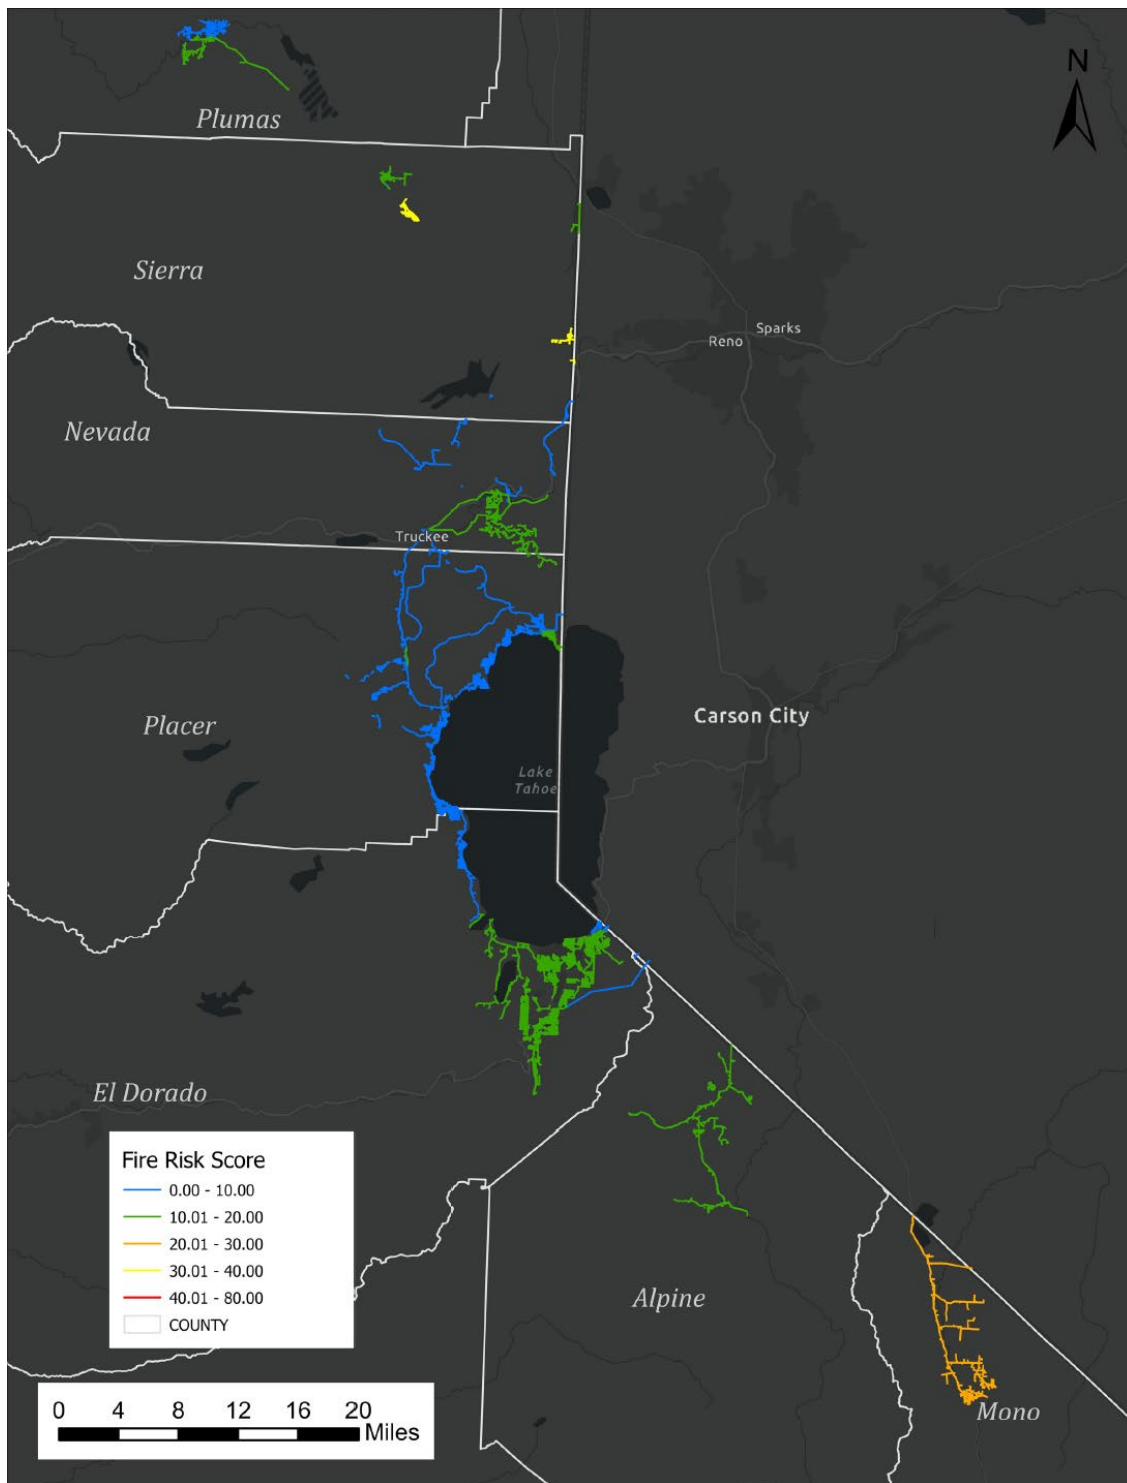 N
Plumas
Sierra
Sparks
Reno
Nevada
Truckee
Placer
Carson City
Lake
Tahoe
El Dorado
Fire Risk Score
0.00 - 10.00
10.01 - 20.00
20.01 - 30.00
30.01 - 40.00
40.01 - 80.00
COUNTY
Alpine
Mono
0 4 8 12 16 20
Miles